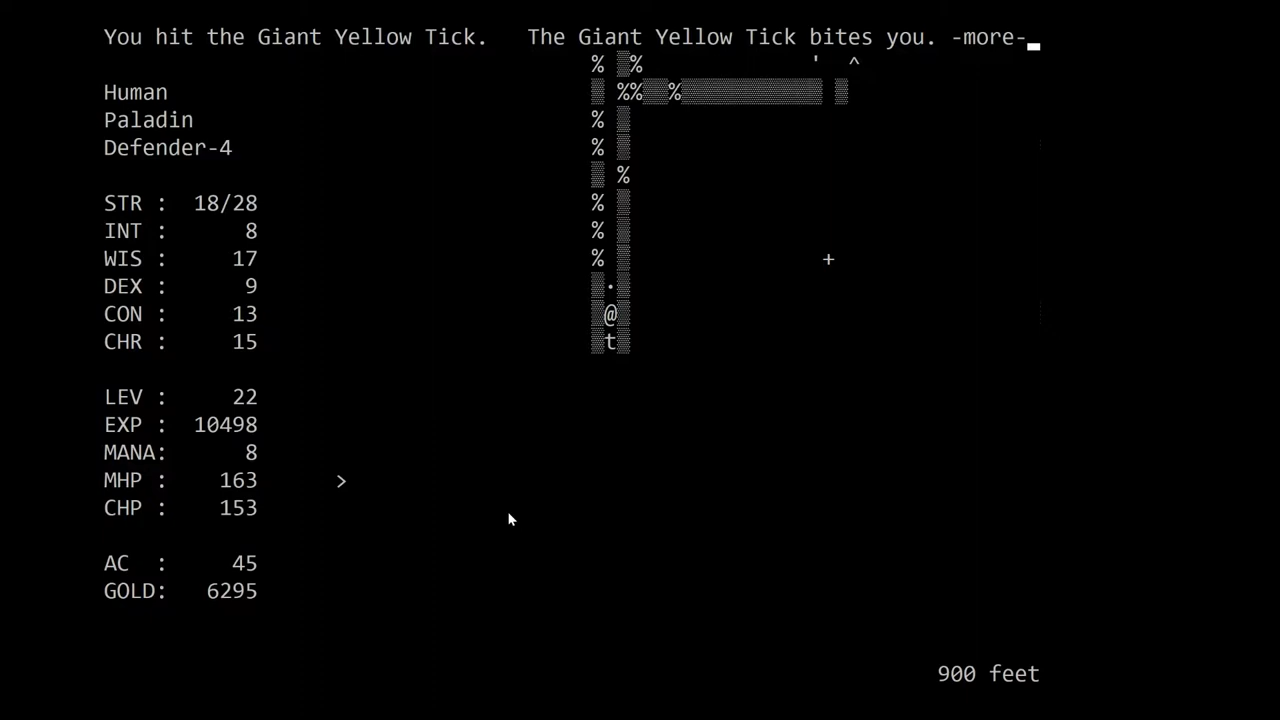 You hit the Giant Yellow Tick.   The Giant Yellow Tick bites you. -more-
% ▒%              '  ^
Human ▒ %%▒▒%▒▒▒▒▒▒▒▒▒▒▒ ▒
Paladin % ▒
Defender-4 % ▒
▒ %
STR :  18/28 % ▒
INT :      8 % ▒
WIS :     17 % ▒ +
DEX :      9 ▒.▒
CON :     13 ▒@▒
CHR :     15 ▒t▒
LEV :     22
EXP :  10498
MANA:      8
MHP :    163 >
CHP :    153
AC  :     45
GOLD:   6295
900 feet